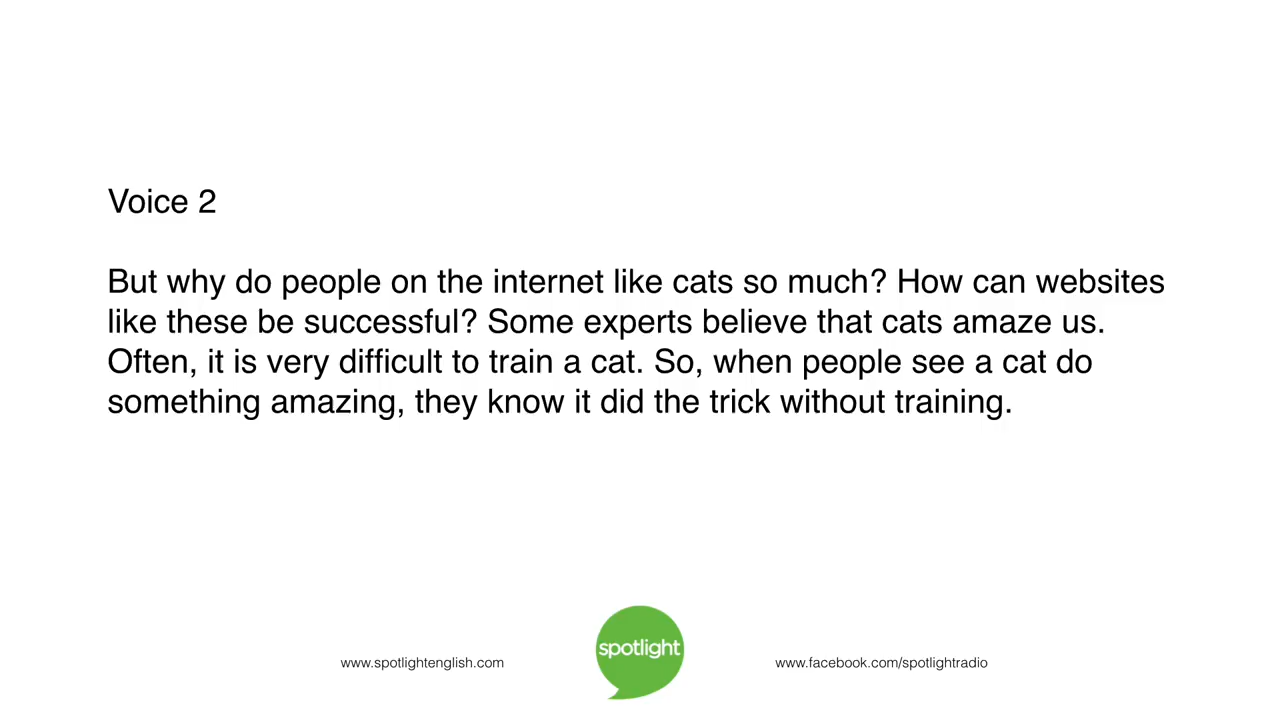 Voice 2
But why do people on the internet like cats so much? How can websites
like these be successful? Some experts believe that cats amaze us.
Often, it is very difficult to train a cat. So, when people see a cat do
something amazing, they know it did the trick without training.
spotlight
www.spotlightenglish.com
www.facebook.com/spotlightradio